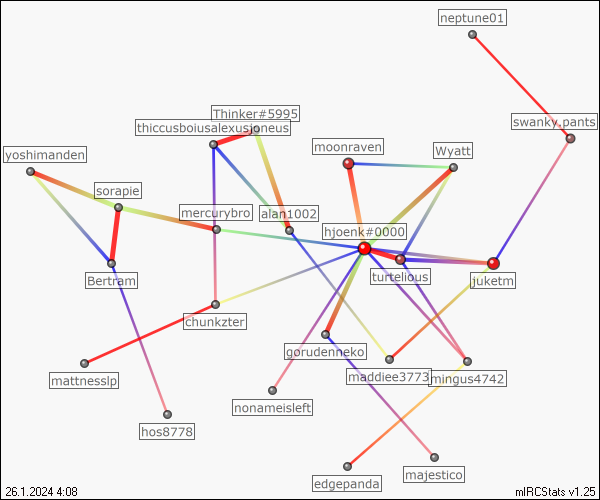 neptune01
Thinker#5995
swanky.pants
thiccusboiusalexusjoneus
moonraven
Wyatt
yoshimanden
sorapie
mercurybro
alan1002
hjoenk#0000
Bertram
turtelious
juketm
chunkzter
gorudenneko
mattnesslp
maddiee3773
mingus4742
nonameisleft
hos8778
majestico
edgepanda
26.1.2024 4:08
mIRCStats v1.25